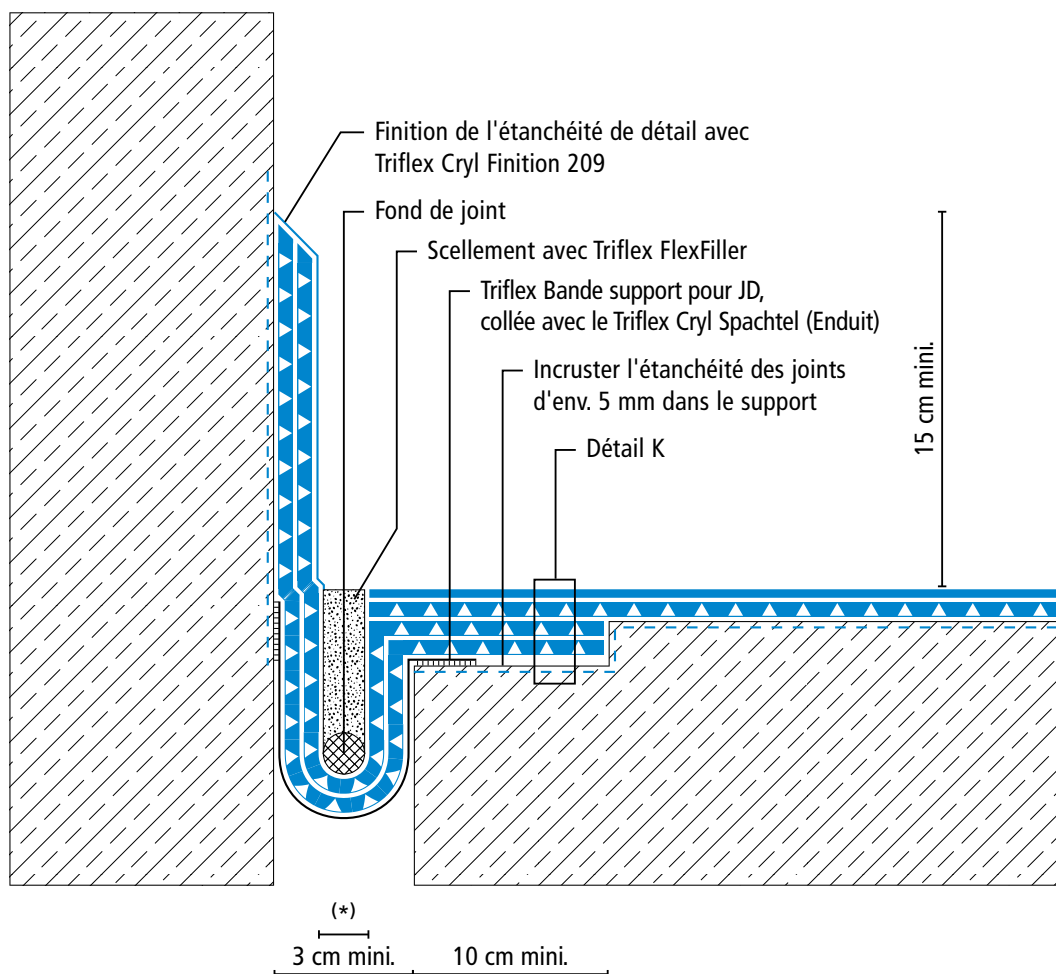 Finition de l'étanchéité de détail avec
Triflex Cryl Finition 209
Fond de joint
Scellement avec Triflex FlexFiller
Triflex Bande support pour JD,
collée avec le Triflex Cryl Spachtel (Enduit)
Incruster l'étanchéité des joints
d'env. 5 mm dans le support
Détail K
15 cm mini.
(*)
3 cm mini.
10 cm mini.